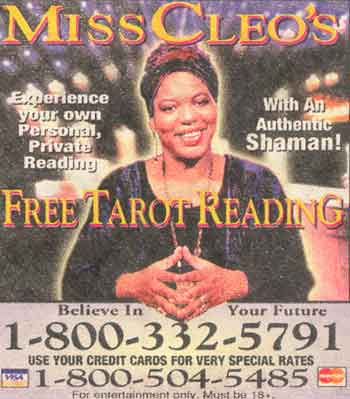 MISS CLEO'S
Experience
your own
Personal,
Private
Reading
With An
Authentic
Shaman!
FREE TAROT READING
Believe In Your Future
1-800-332-5791
USE YOUR CREDIT CARDS FOR VERY SPECIAL RATES
VISA 1-800-504-5485 MasterCard
For entertainment only. Must be 18+.